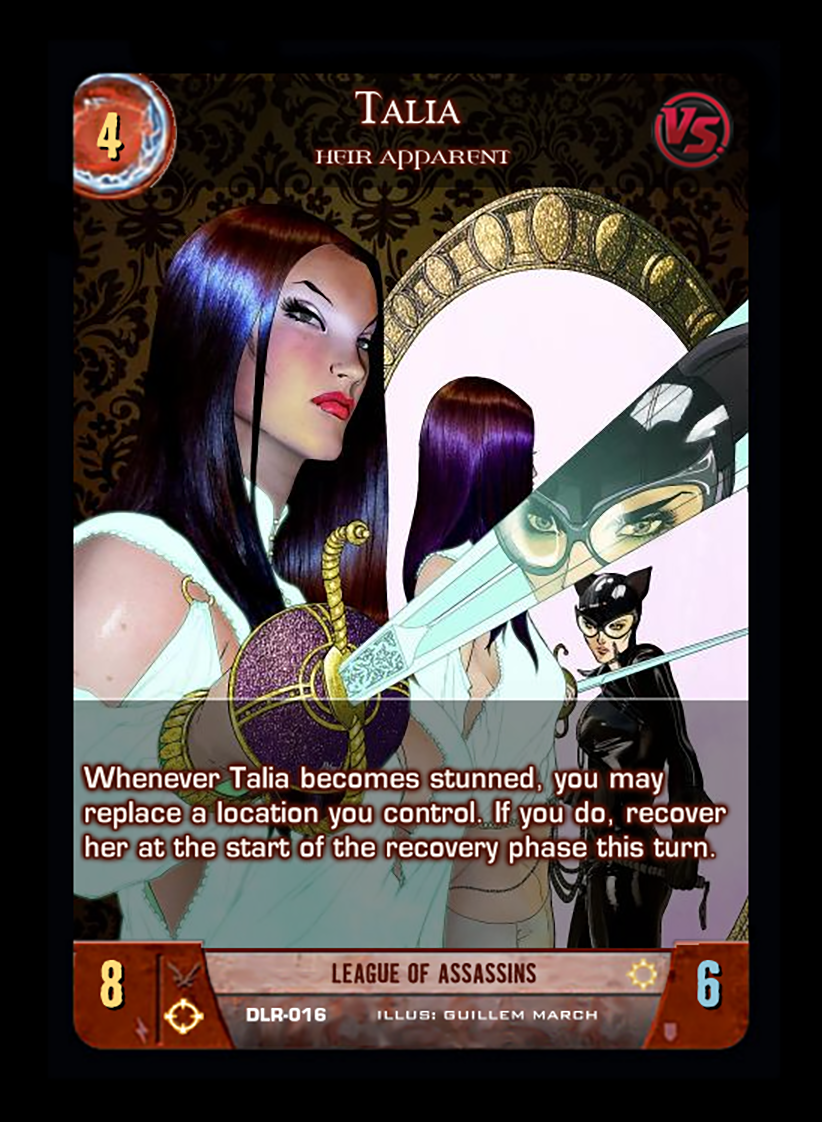 4
Talia
VS.
HEIR APPARENT
Whenever Talia becomes stunned, you may
replace a location you control. If you do, recover
her at the start of the recovery phase this turn.
8
LEAGUE OF ASSASSINS
6
DLR-016 ILLUS: GUILLEM MARCH